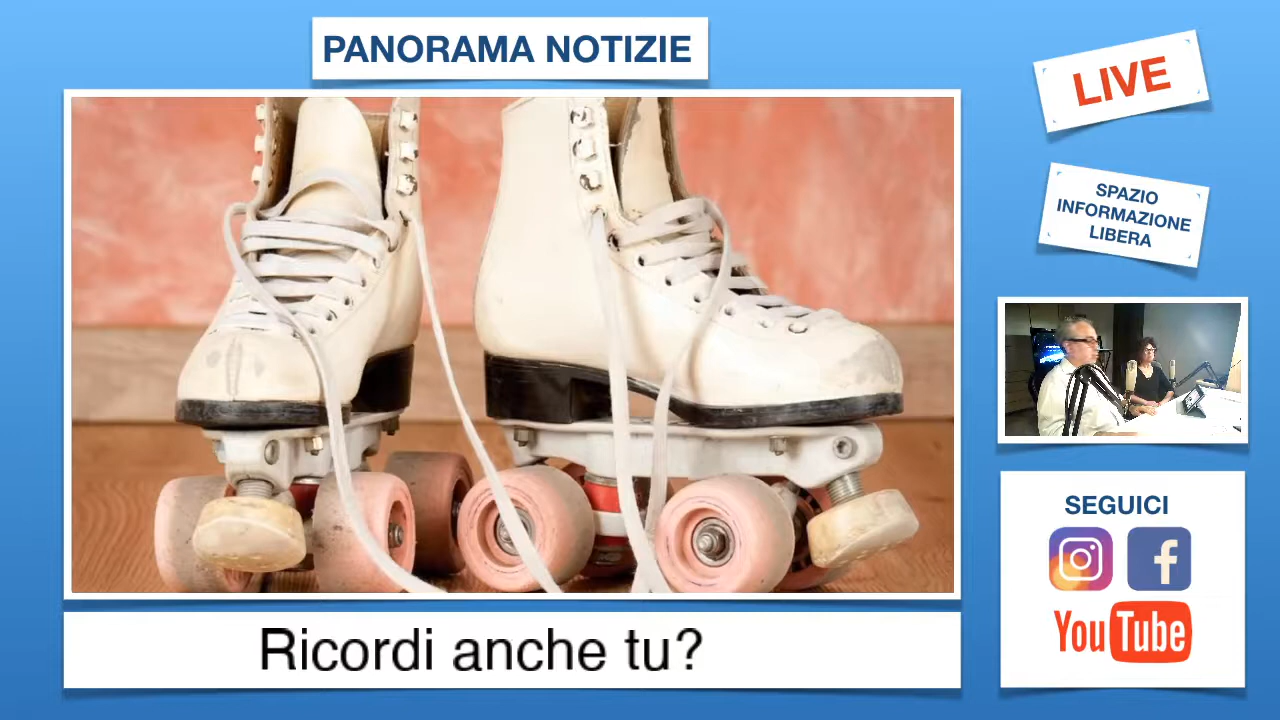 PANORAMA NOTIZIE
LIVE
SPAZIO
INFORMAZIONE
LIBERA
Ricordi anche tu?
SEGUICI
f
You Tube